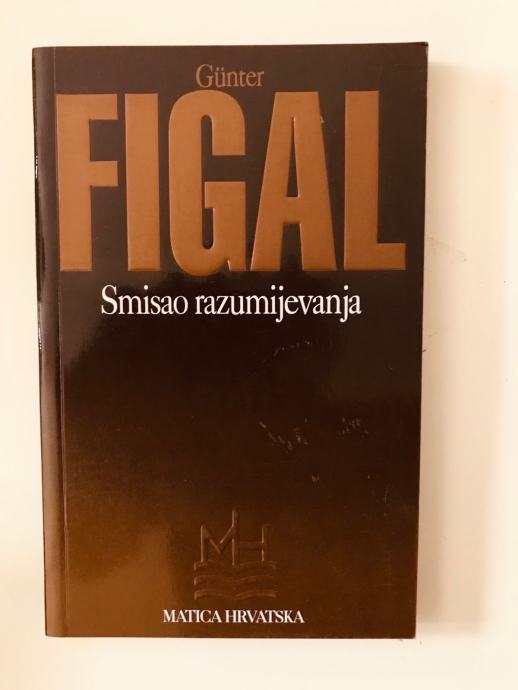 Günter
FIGAL
Smisao razumijevanja
MH
MATICA HRVATSKA